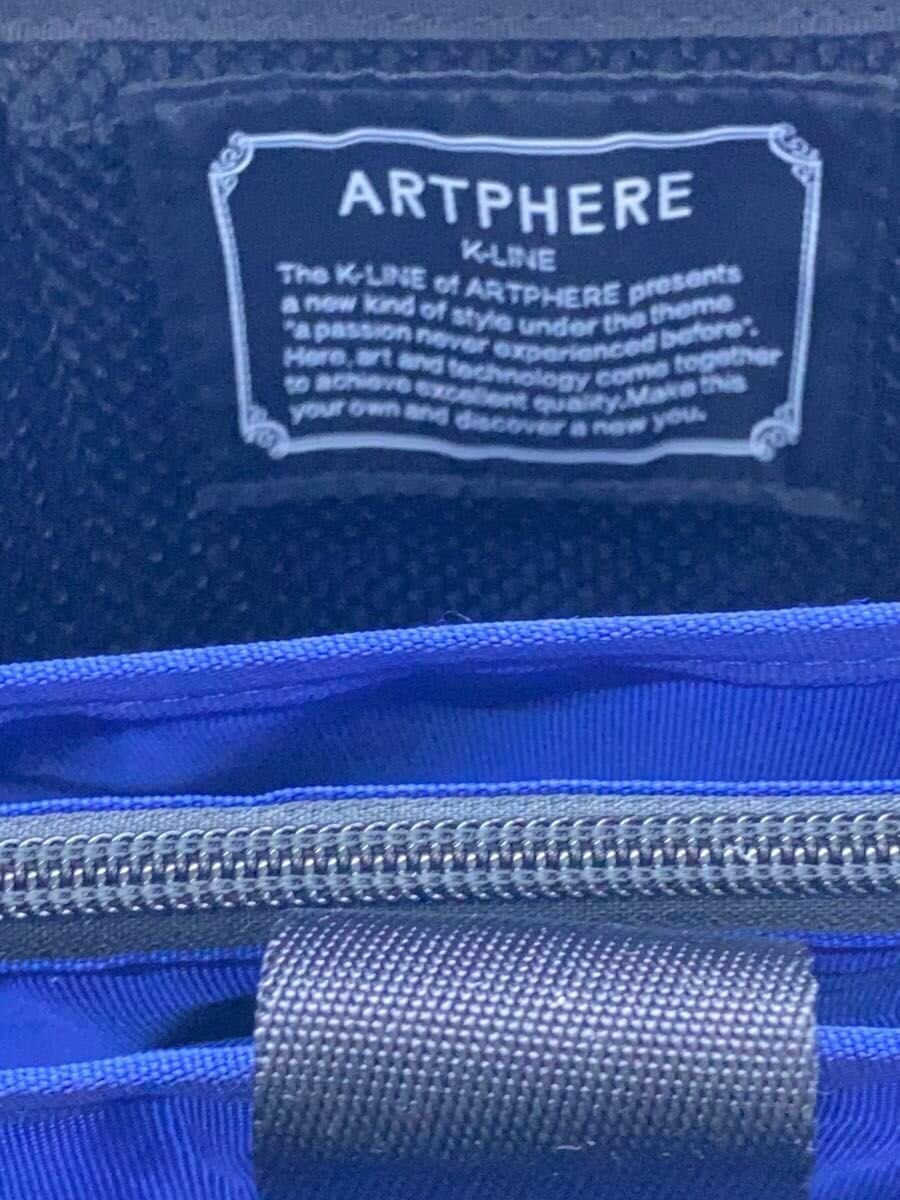 ARTPHERE
K-LINE
The K-LINE of ARTPHERE presents
a new kind of style under the theme
"a passion never experienced before".
Here, art and technology come together
to achieve excellent quality.Make this
your own and discover a new you.